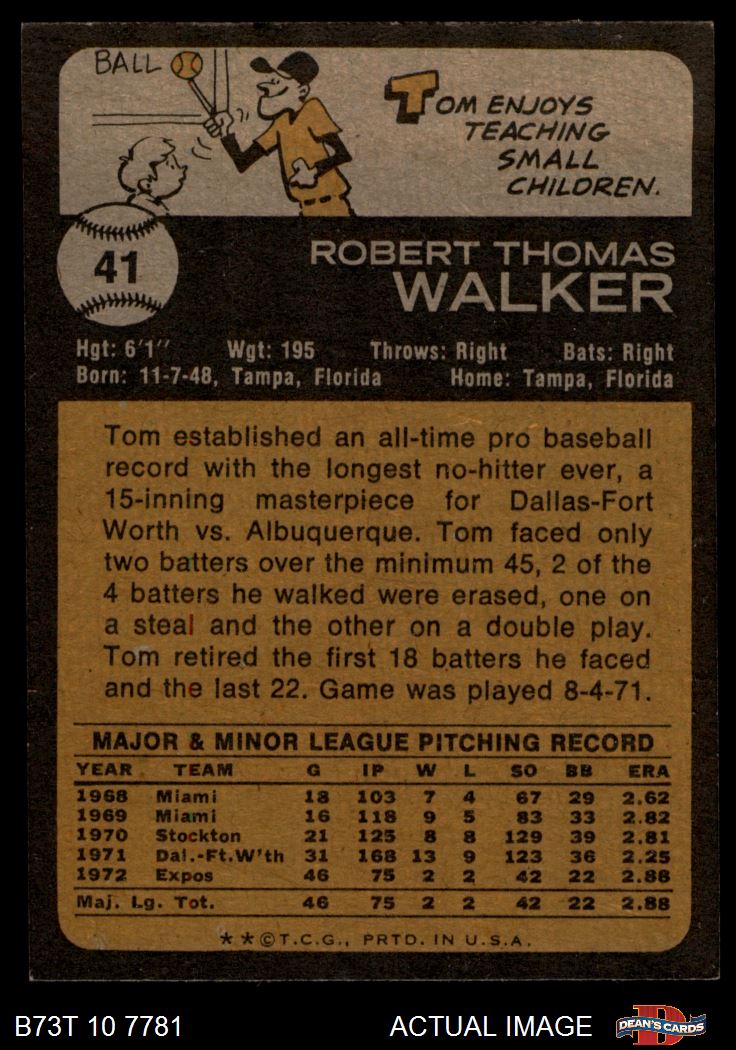 BALL
TOM ENJOYS
TEACHING
SMALL
CHILDREN.
41
ROBERT THOMAS
WALKER
Hgt: 6'1" Wgt: 195 Throws: Right Bats: Right
Born: 11-7-48, Tampa, Florida Home: Tampa, Florida
Tom established an all-time pro baseball
record with the longest no-hitter ever, a
15-inning masterpiece for Dallas-Fort
Worth vs. Albuquerque. Tom faced only
two batters over the minimum 45, 2 of the
4 batters he walked were erased, one on
a steal and the other on a double play.
Tom retired the first 18 batters he faced
and the last 22. Game was played 8-4-71.
MAJOR & MINOR LEAGUE PITCHING RECORD
YEAR TEAM G IP W L SO BB ERA
1968 Miami 18 103 7 4 67 29 2.62
1969 Miami 16 118 9 5 83 33 2.82
1970 Stockton 21 125 8 8 129 39 2.81
1971 Dal.-Ft.W'th 31 168 13 9 123 36 2.25
1972 Expos 46 75 2 2 42 22 2.88
Maj. Lg. Tot. 46 75 2 2 42 22 2.88
**©T.C.G., PRTD. IN U.S.A.
B73T 10 7781 ACTUAL IMAGE
D
DEAN'S CARDS